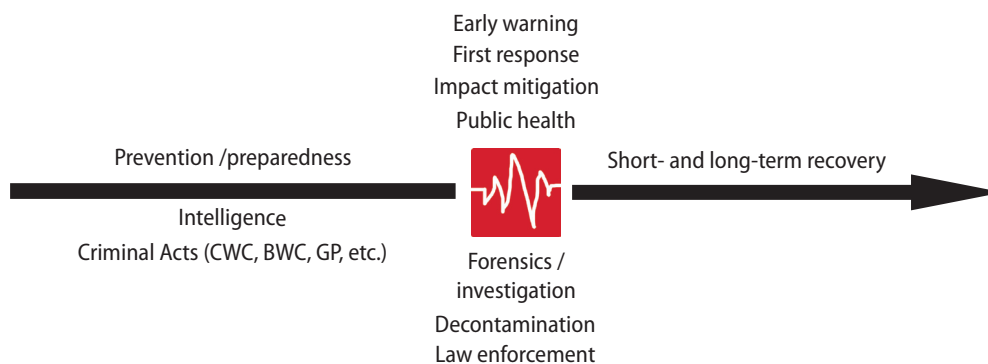 Early warning
First response
Impact mitigation
Public health
Prevention /preparedness
Short- and long-term recovery
Intelligence
Criminal Acts (CWC, BWC, GP, etc.)
Forensics /
investigation
Decontamination
Law enforcement